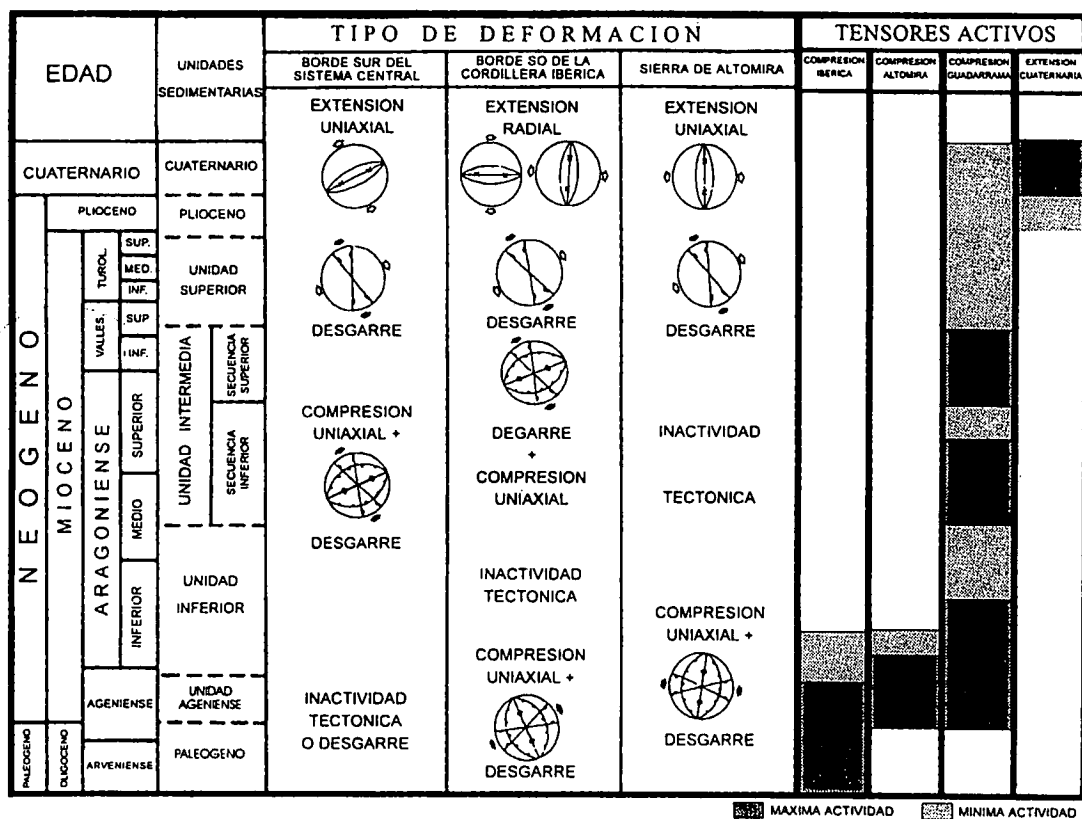 EDAD
UNIDADES
SEDIMENTARIAS
TIPO DE DEFORMACION
BORDE SUR DEL
SISTEMA CENTRAL
BORDE SO DE LA
CORDILLERA IBERICA
SIERRA DE ALTOMIRA
TENSORES ACTIVOS
COMPRESION
IBERICA
COMPRESION
ALTOMIRA
COMPRESION
GUADARRAMA
EXTENSION
CUATERNARIA
CUATERNARIO
NEOGENO
PALEOGENO
PLIOCENO
MIOCENO
OLIGOCENO
TUROL.
SUP.
MED.
INF.
VALLES.
SUP
INF.
ARAGONIENSE
SUPERIOR
MEDIO
INFERIOR
AGENIENSE
ARVENIENSE
CUATERNARIO
PLIOCENO
UNIDAD
SUPERIOR
UNIDAD INTERMEDIA
SECUENCIA
SUPERIOR
SECUENCIA
INFERIOR
UNIDAD
INFERIOR
UNIDAD
AGENIENSE
PALEOGENO
EXTENSION
UNIAXIAL
DESGARRE
COMPRESION
UNIAXIAL +
DESGARRE
INACTIVIDAD
TECTONICA
O DESGARRE
EXTENSION
RADIAL
DESGARRE
DEGARRE
+
COMPRESION
UNIAXIAL
INACTIVIDAD
TECTONICA
COMPRESION
UNIAXIAL +
DESGARRE
EXTENSION
UNIAXIAL
DESGARRE
INACTIVIDAD
TECTONICA
COMPRESION
UNIAXIAL +
DESGARRE
MAXIMA ACTIVIDAD
MINIMA ACTIVIDAD